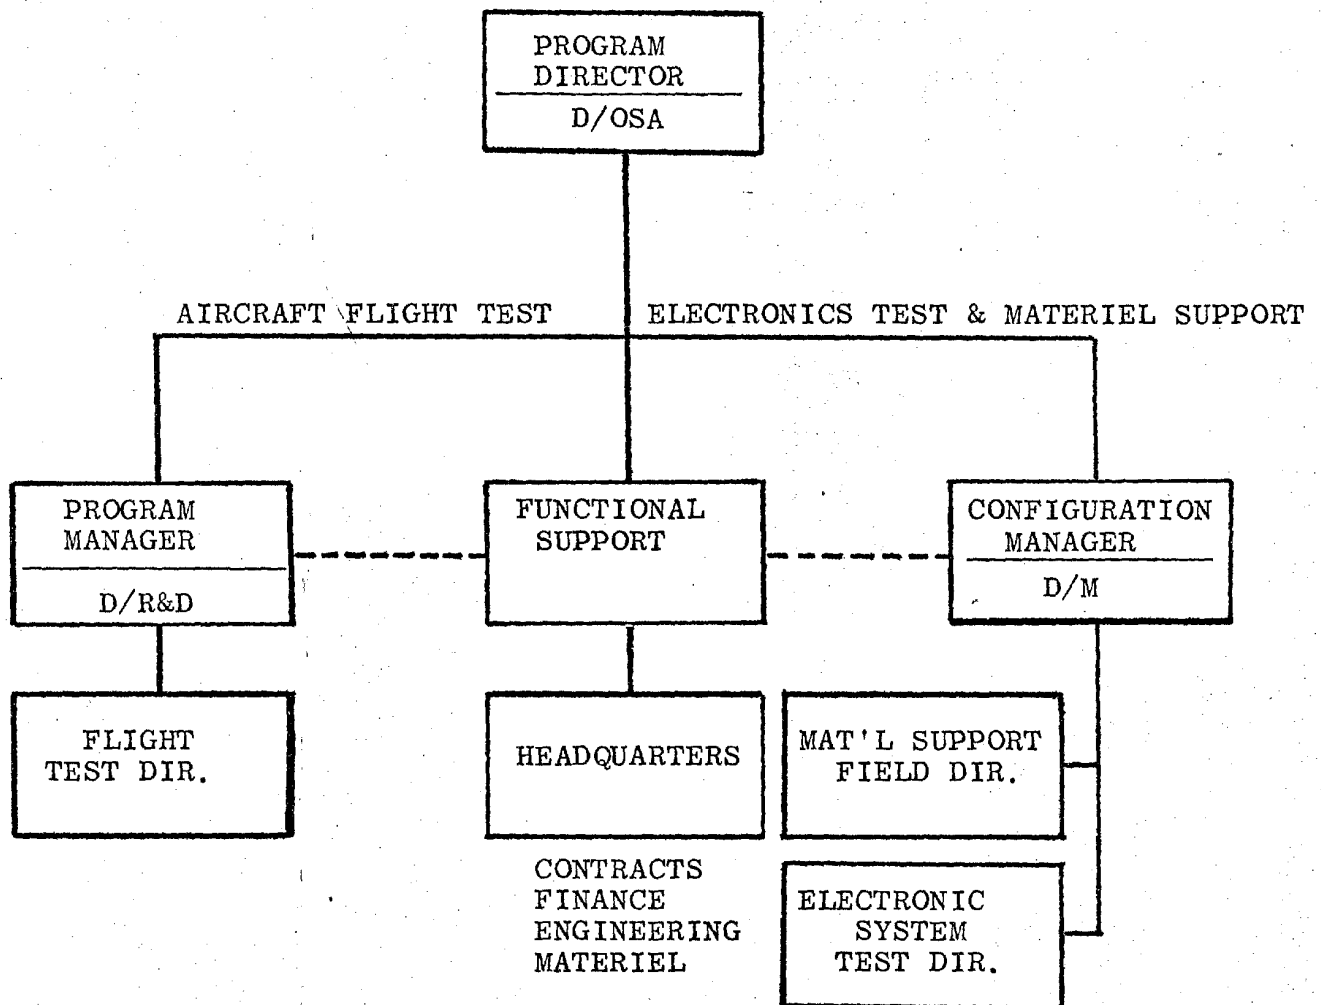 PROGRAM
DIRECTOR
D/OSA
AIRCRAFT FLIGHT TEST
ELECTRONICS TEST & MATERIEL SUPPORT
PROGRAM
MANAGER
D/R&D
FUNCTIONAL
SUPPORT
CONFIGURATION
MANAGER
D/M
FLIGHT
TEST DIR.
HEADQUARTERS
MAT'L SUPPORT
FIELD DIR.
CONTRACTS
FINANCE
ENGINEERING
MATERIEL
ELECTRONIC
SYSTEM
TEST DIR.